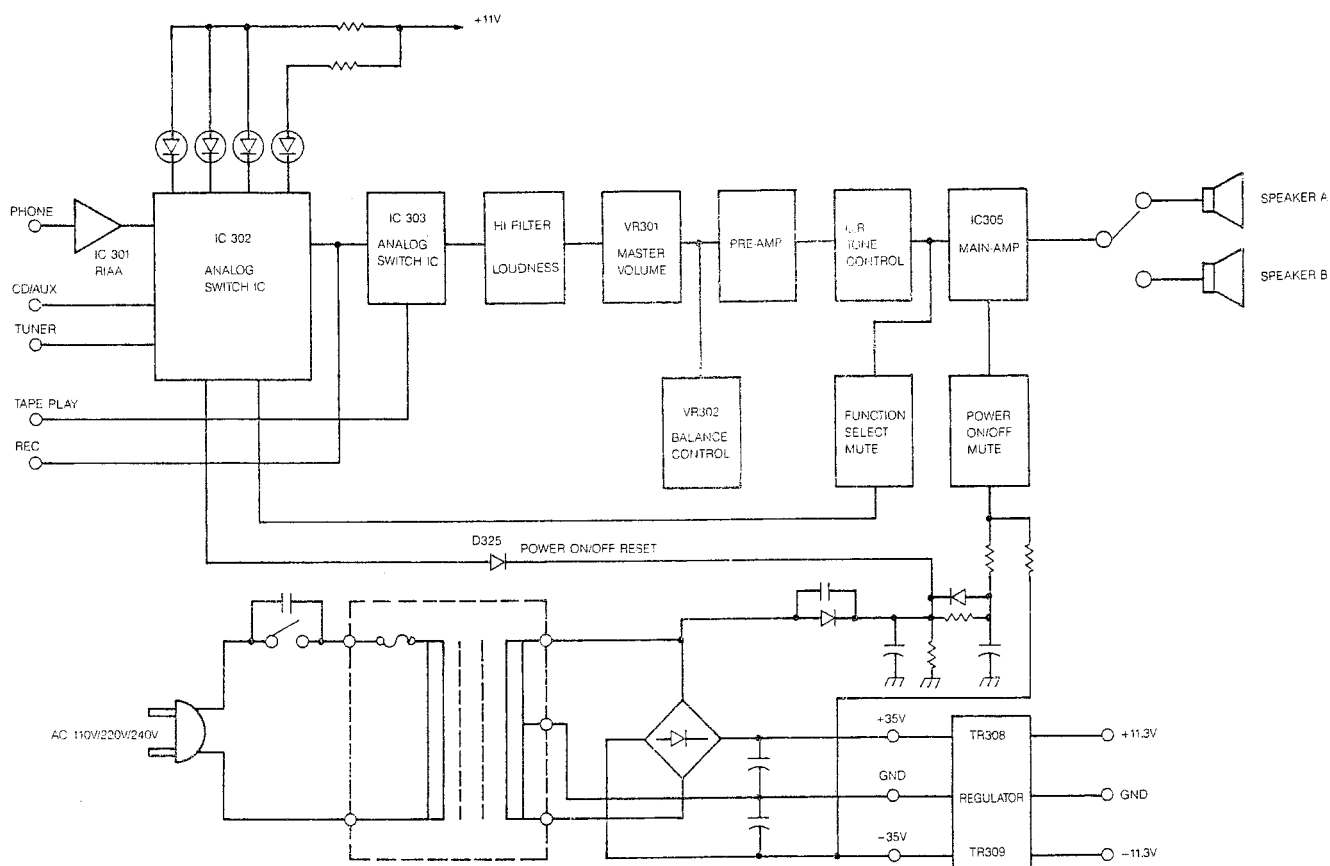 +11V
PHONE
IC 301
RIAA
CD/AUX
TUNER
TAPE PLAY
REC
IC 302
ANALOG
SWITCH IC
IC 303
ANALOG
SWITCH IC
HI FILTER
LOUDNESS
VR301
MASTER
VOLUME
PRE-AMP
TONE
CONTROL
IC305
MAIN-AMP
SPEAKER A
SPEAKER B
VR302
BALANCE
CONTROL
FUNCTION
SELECT
MUTE
POWER
ON/OFF
MUTE
D325
POWER ON/OFF RESET
AC 110V/220V/240V
+35V
GND
-35V
TR308
REGULATOR
TR309
+11.3V
GND
-11.3V